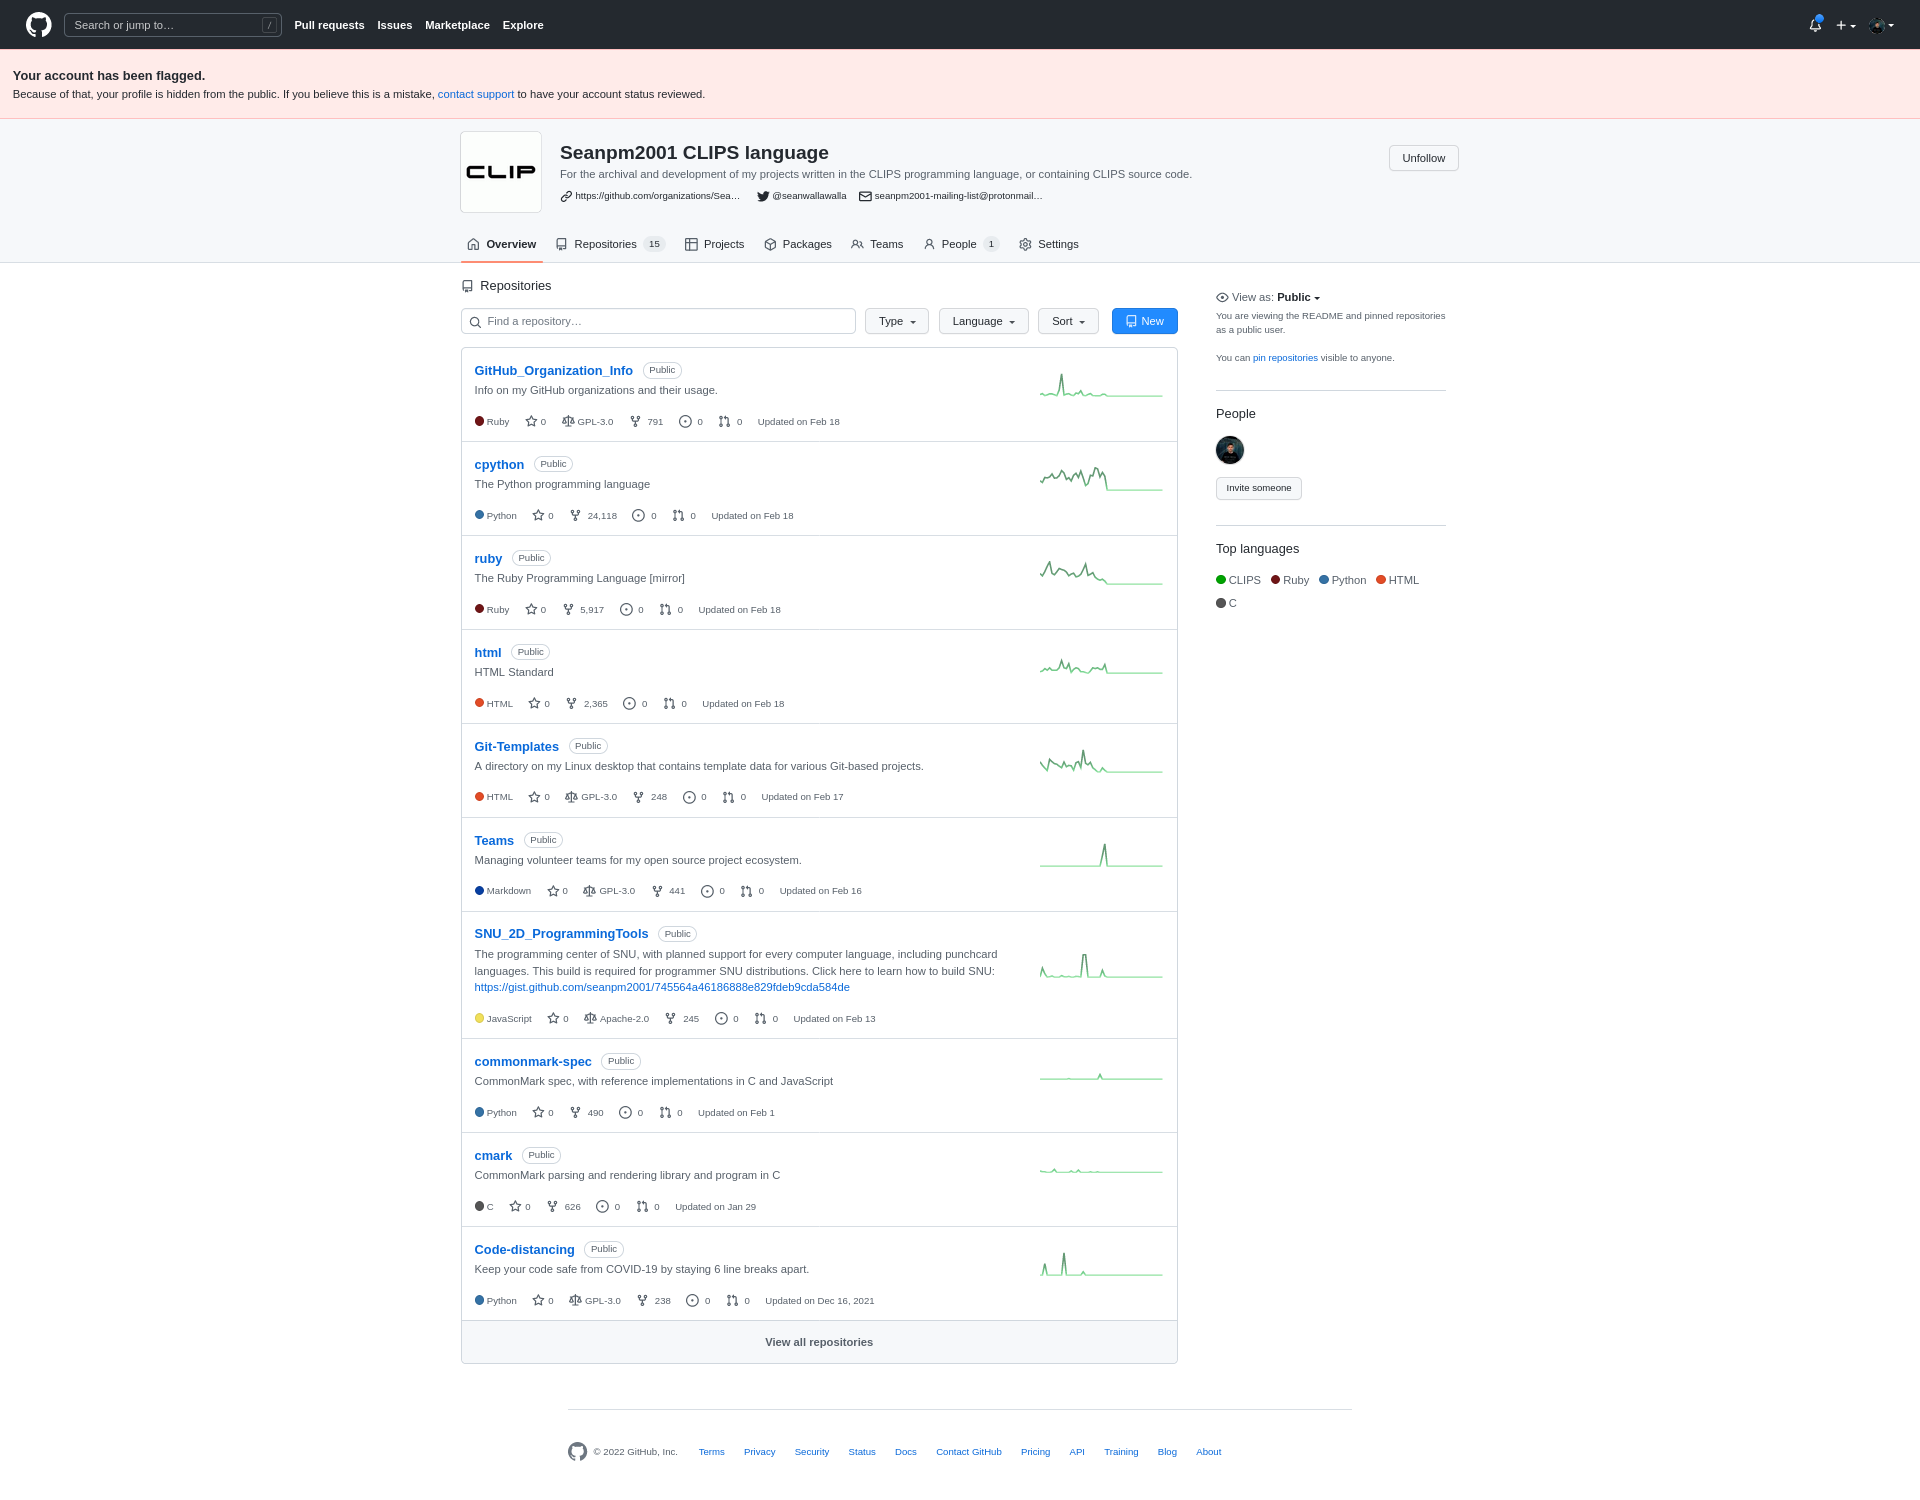 Search or jump to…
/
Pull requests Issues Marketplace Explore
Your account has been flagged.
Because of that, your profile is hidden from the public. If you believe this is a mistake, contact support to have your account status reviewed.
CLIP
Seanpm2001 CLIPS language
For the archival and development of my projects written in the CLIPS programming language, or containing CLIPS source code.
https://github.com/organizations/Sea… @seanwallawalla seanpm2001-mailing-list@protonmail…
Unfollow
Overview Repositories 15 Projects Packages Teams People 1 Settings
Repositories
Find a repository… Type Language Sort New
GitHub_Organization_Info Public
Info on my GitHub organizations and their usage.
Ruby 0 GPL-3.0 791 0 0 Updated on Feb 18
cpython Public
The Python programming language
Python 0 24,118 0 0 Updated on Feb 18
ruby Public
The Ruby Programming Language [mirror]
Ruby 0 5,917 0 0 Updated on Feb 18
html Public
HTML Standard
HTML 0 2,365 0 0 Updated on Feb 18
Git-Templates Public
A directory on my Linux desktop that contains template data for various Git-based projects.
HTML 0 GPL-3.0 248 0 0 Updated on Feb 17
Teams Public
Managing volunteer teams for my open source project ecosystem.
Markdown 0 GPL-3.0 441 0 0 Updated on Feb 16
SNU_2D_ProgrammingTools Public
The programming center of SNU, with planned support for every computer language, including punchcard
languages. This build is required for programmer SNU distributions. Click here to learn how to build SNU:
https://gist.github.com/seanpm2001/745564a46186888e829fdeb9cda584de
JavaScript 0 Apache-2.0 245 0 0 Updated on Feb 13
commonmark-spec Public
CommonMark spec, with reference implementations in C and JavaScript
Python 0 490 0 0 Updated on Feb 1
cmark Public
CommonMark parsing and rendering library and program in C
C 0 626 0 0 Updated on Jan 29
Code-distancing Public
Keep your code safe from COVID-19 by staying 6 line breaks apart.
Python 0 GPL-3.0 238 0 0 Updated on Dec 16, 2021
View all repositories
View as: Public
You are viewing the README and pinned repositories
as a public user.
You can pin repositories visible to anyone.
People
Invite someone
Top languages
CLIPS Ruby Python HTML
C
© 2022 GitHub, Inc. Terms Privacy Security Status Docs Contact GitHub Pricing API Training Blog About